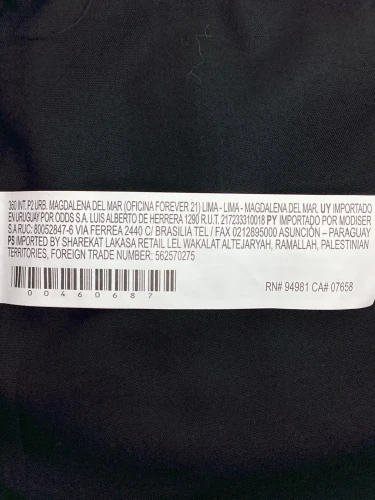 360 INT. P2 URB. MAGDALENA DEL MAR (OFICINA FOREVER 21) LIMA - LIMA - MAGDALENA DEL MAR. UY IMPORTADO
EN URUGUAY POR ODDS S.A. LUIS ALBERTO DE HERRERA 1290 R.U.T. 217233310018 PY IMPORTADO POR MODISER
S.A RUC: 80052847-6 VIA FERREA 2440 C/ BRASILIA TEL / FAX 0212895000 ASUNCIÓN – PARAGUAY
PS IMPORTED BY SHAREKAT LAKASA RETAIL LEL WAKALAT ALTEJARYAH, RAMALLAH, PALESTINIAN
TERRITORIES, FOREIGN TRADE NUMBER: 562570275
00460687
RN# 94981 CA# 07658